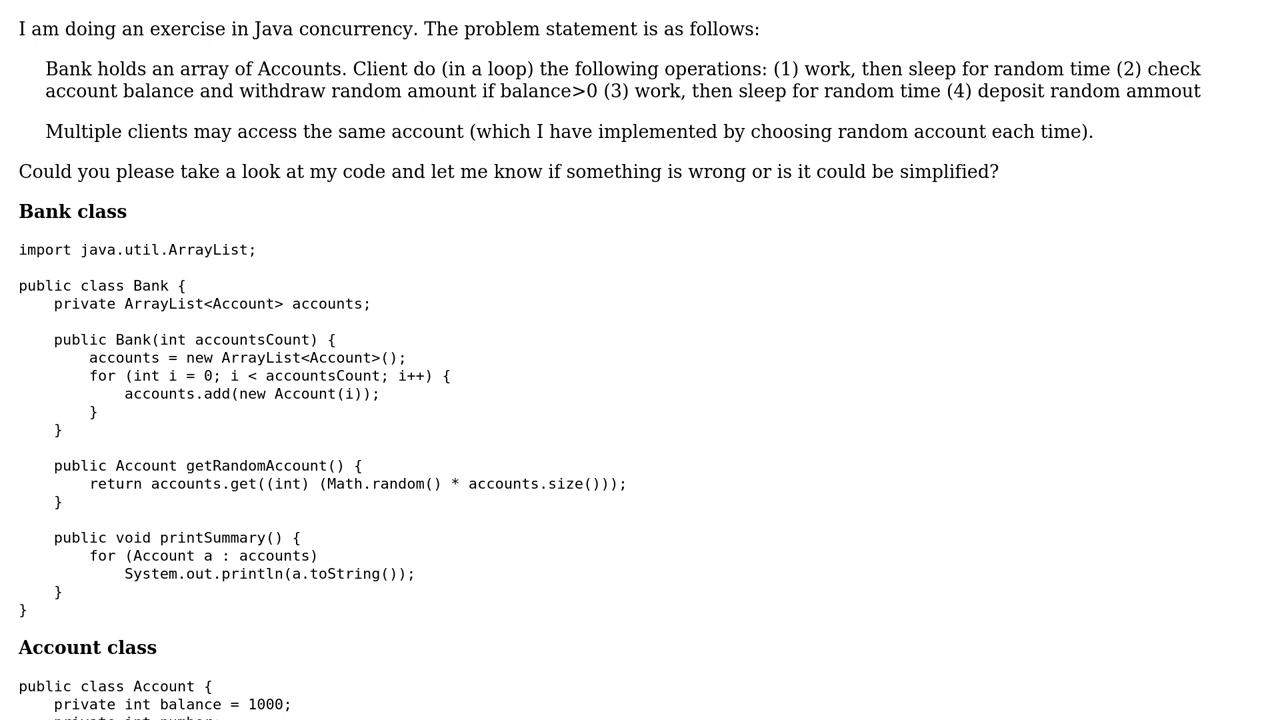 I am doing an exercise in Java concurrency. The problem statement is as follows:
Bank holds an array of Accounts. Client do (in a loop) the following operations: (1) work, then sleep for random time (2) check
account balance and withdraw random amount if balance>0 (3) work, then sleep for random time (4) deposit random ammout
Multiple clients may access the same account (which I have implemented by choosing random account each time).
Could you please take a look at my code and let me know if something is wrong or is it could be simplified?
Bank class
import java.util.ArrayList;
public class Bank {
    private ArrayList<Account> accounts;
    public Bank(int accountsCount) {
        accounts = new ArrayList<Account>();
        for (int i = 0; i < accountsCount; i++) {
            accounts.add(new Account(i));
        }
    }
    public Account getRandomAccount() {
        return accounts.get((int) (Math.random() * accounts.size()));
    }
    public void printSummary() {
        for (Account a : accounts)
            System.out.println(a.toString());
    }
}
Account class
public class Account {
    private int balance = 1000;
    private int number;